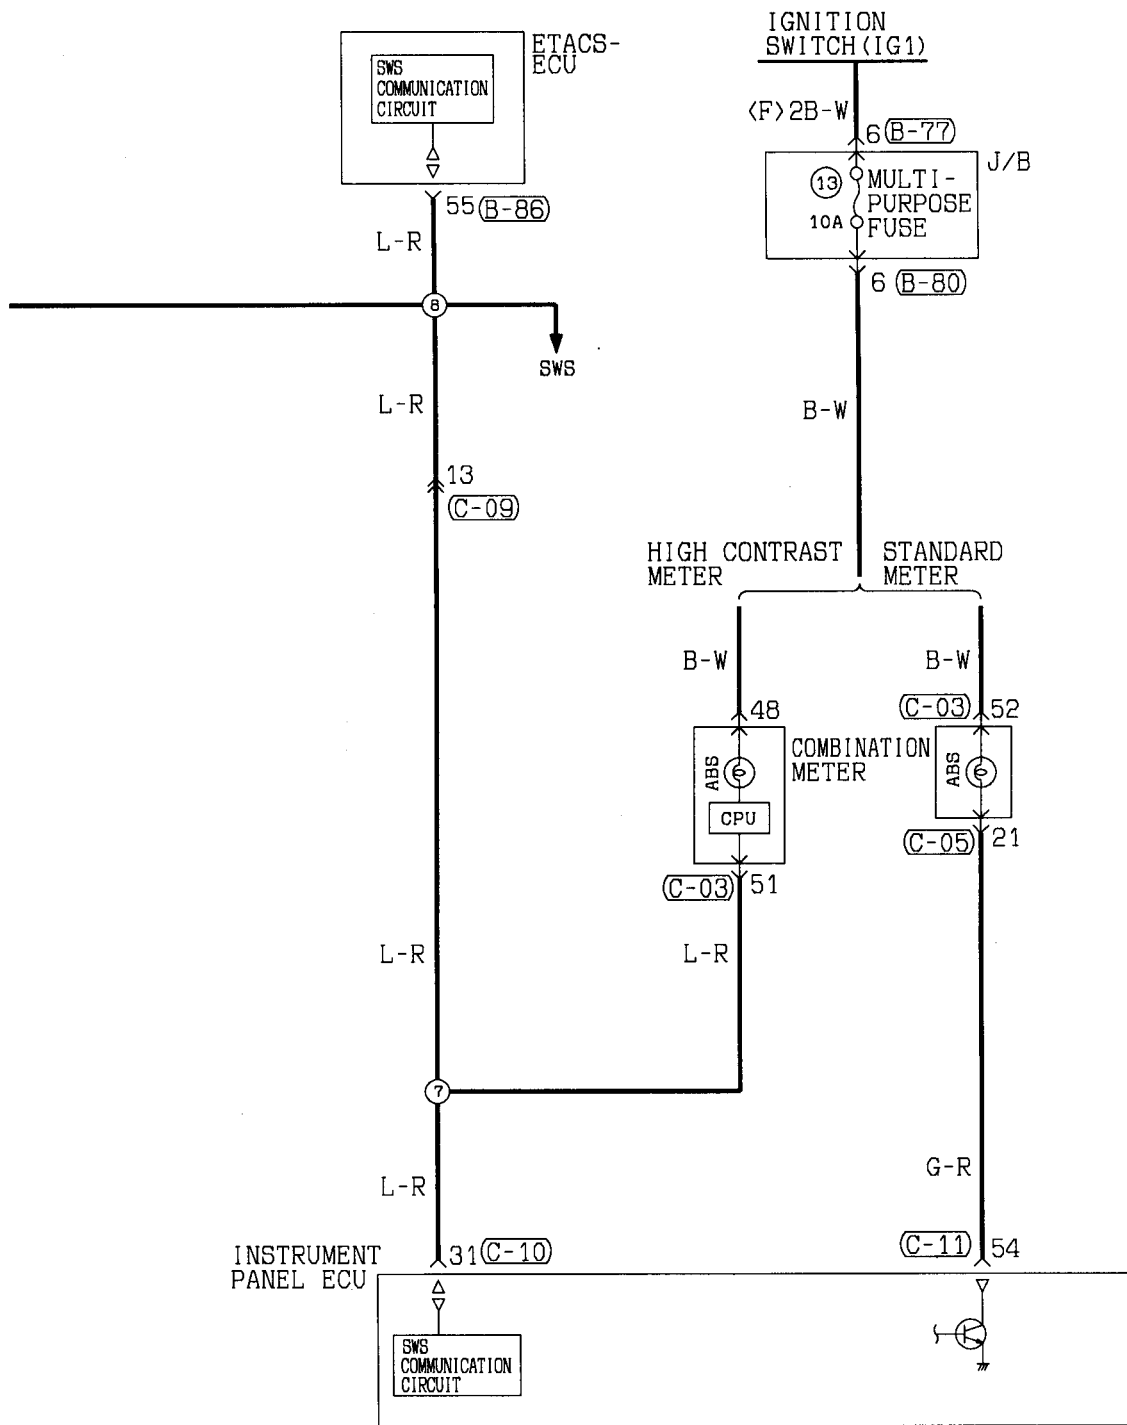 ETACS-
ECU
SWS
COMMUNICATION
CIRCUIT
55 (B-86)
L-R
8
SWS
L-R
13
(C-09)
L-R
7
L-R
INSTRUMENT
PANEL ECU
31 (C-10)
SWS
COMMUNICATION
CIRCUIT
IGNITION
SWITCH(IG1)
<F>2B-W
6 (B-77)
J/B
13
MULTI-
PURPOSE
FUSE
10A
6 (B-80)
B-W
HIGH CONTRAST
METER
STANDARD
METER
B-W
48
ABS
CPU
COMBINATION
METER
(C-03) 51
L-R
B-W
(C-03) 52
ABS
(C-05) 21
G-R
(C-11) 54